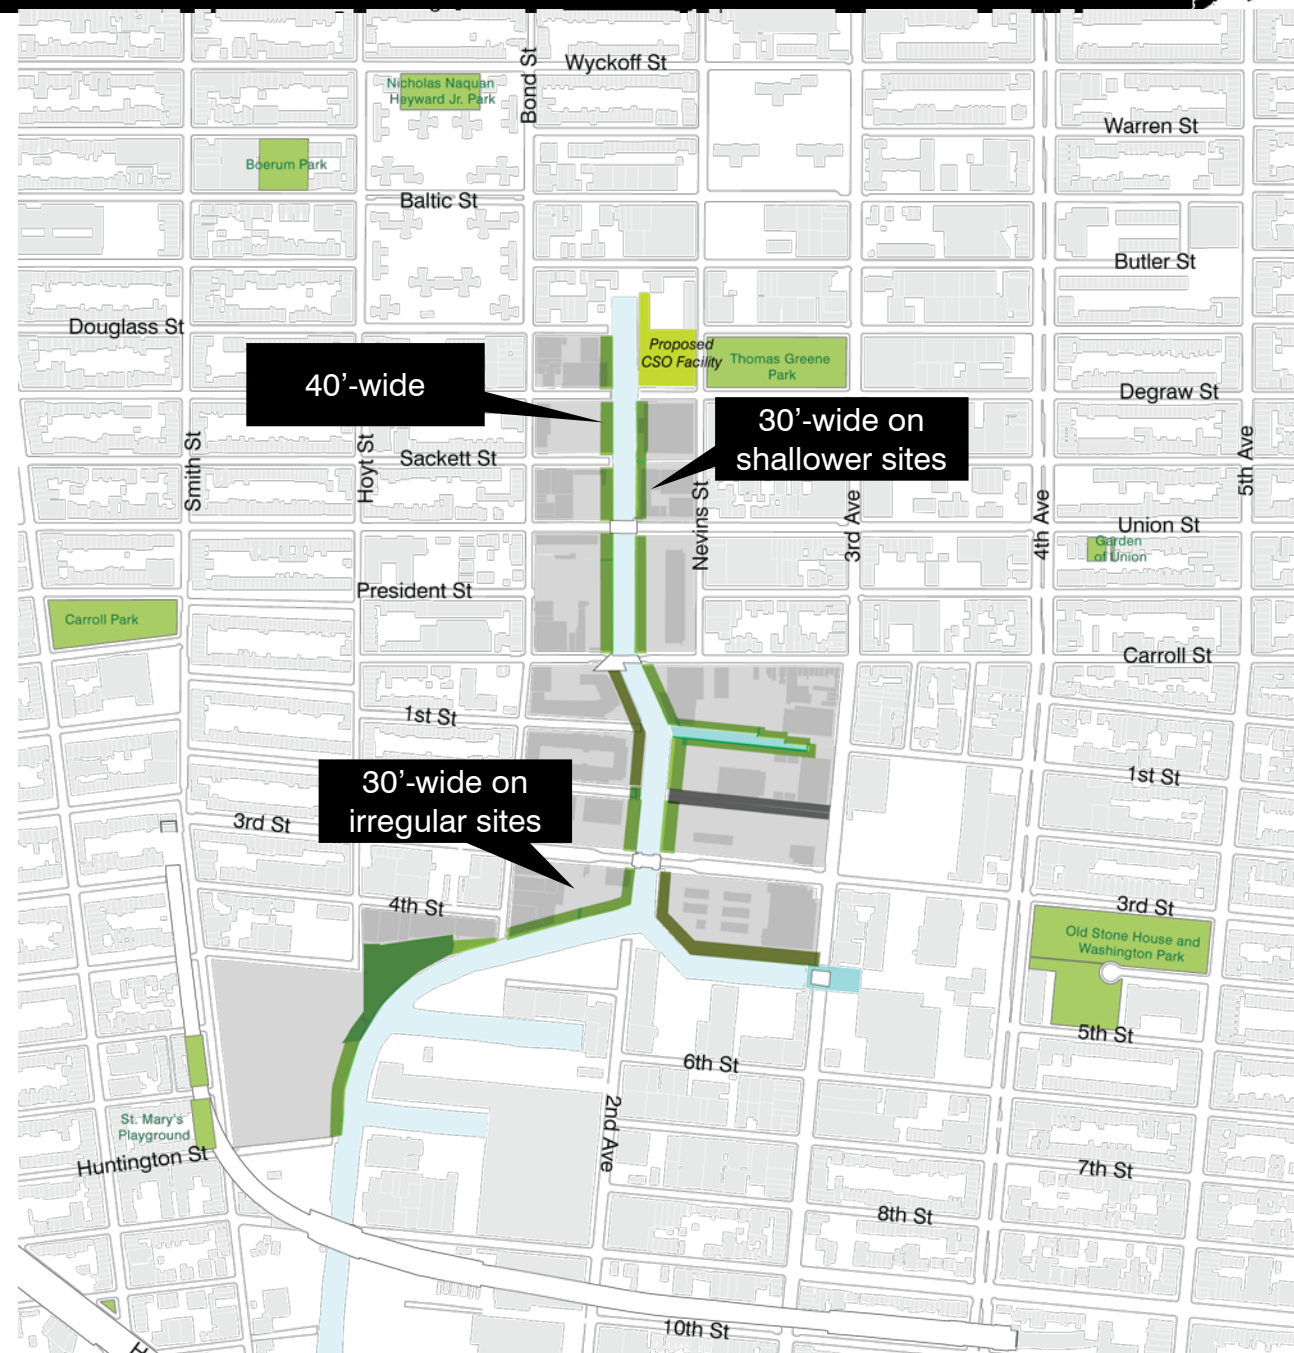 Wyckoff St
Bond St
Nicholas Naquan
Heyward Jr. Park
Warren St
Boerum Park
Baltic St
Butler St
Douglass St
Proposed
CSO Facility
Thomas Greene
Park
40’-wide
Degraw St
30’-wide on
shallower sites
Smith St
Hoyt St
Sackett St
Nevins St
3rd Ave
4th Ave
5th Ave
Union St
Garden
of Union
President St
Carroll Park
Carroll St
1st St
1st St
30’-wide on
irregular sites
3rd St
4th St
3rd St
Old Stone House and
Washington Park
5th St
6th St
2nd Ave
St. Mary's
Playground
Huntington St
7th St
8th St
10th St